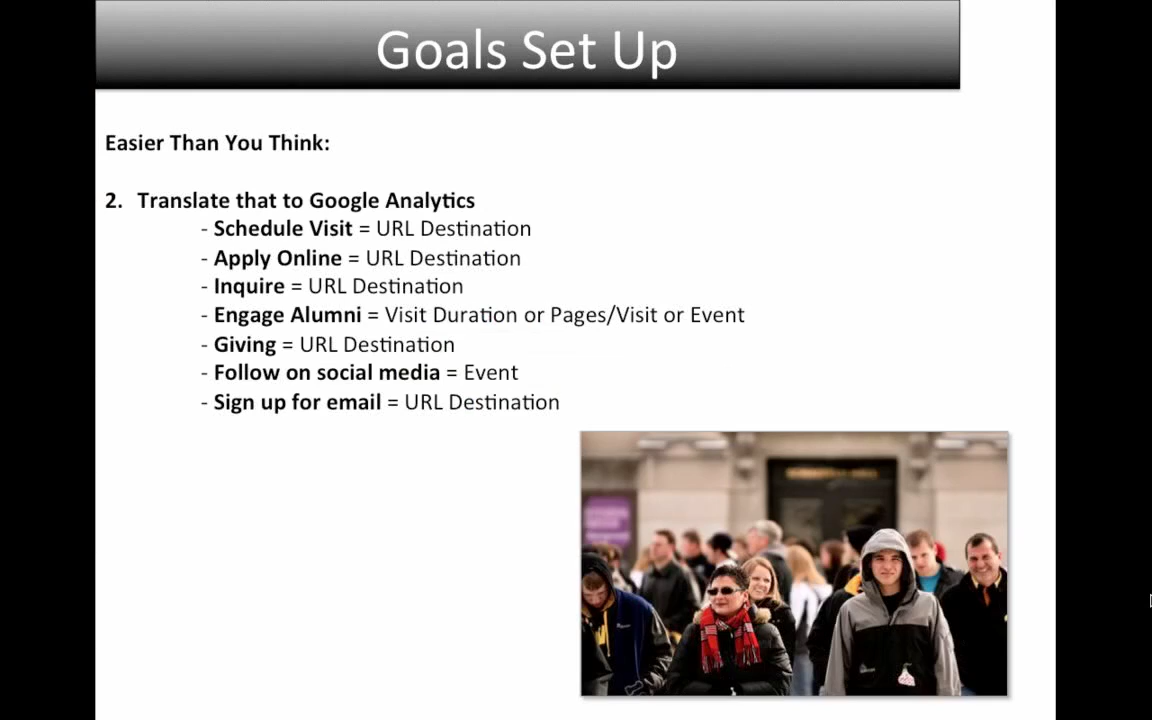 Goals Set Up
Easier Than You Think:
2. Translate that to Google Analytics
- Schedule Visit = URL Destination
- Apply Online = URL Destination
- Inquire = URL Destination
- Engage Alumni = Visit Duration or Pages/Visit or Event
- Giving = URL Destination
- Follow on social media = Event
- Sign up for email = URL Destination